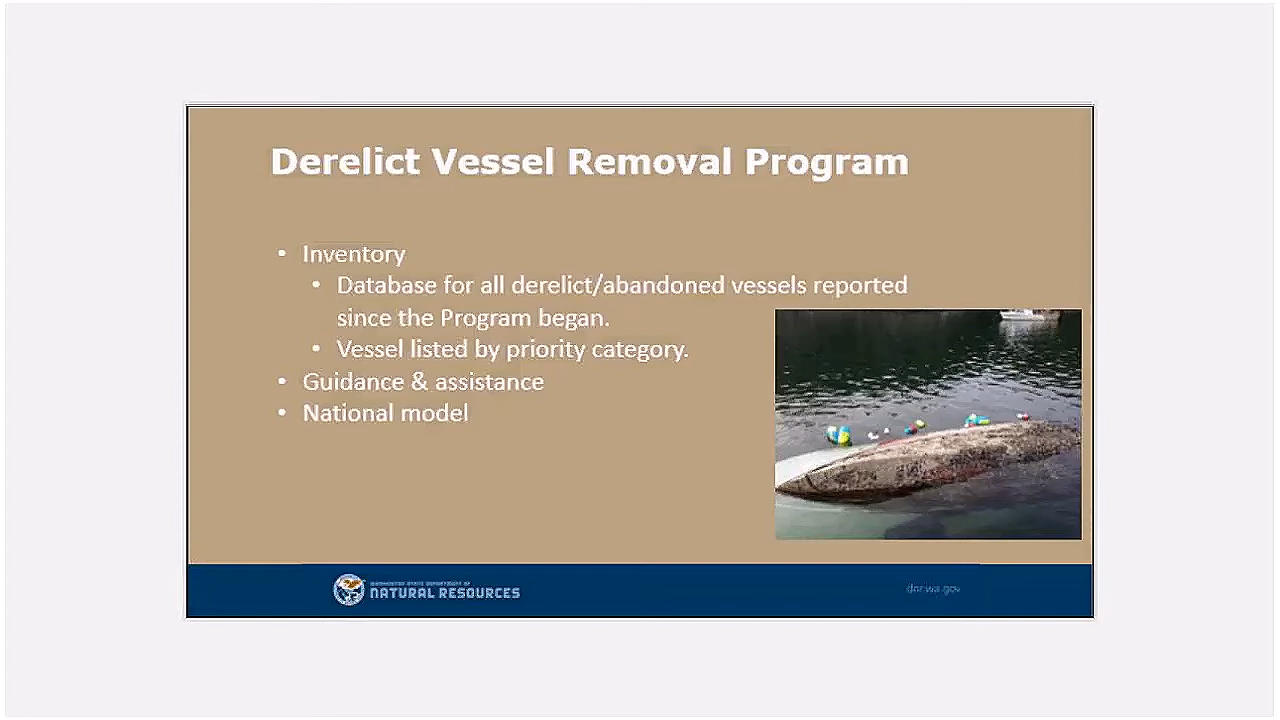 Derelict Vessel Removal Program
• Inventory
• Database for all derelict/abandoned vessels reported
since the Program began.
• Vessel listed by priority category.
• Guidance & assistance
• National model
WASHINGTON STATE DEPARTMENT OF
NATURAL RESOURCES
dnr.wa.gov